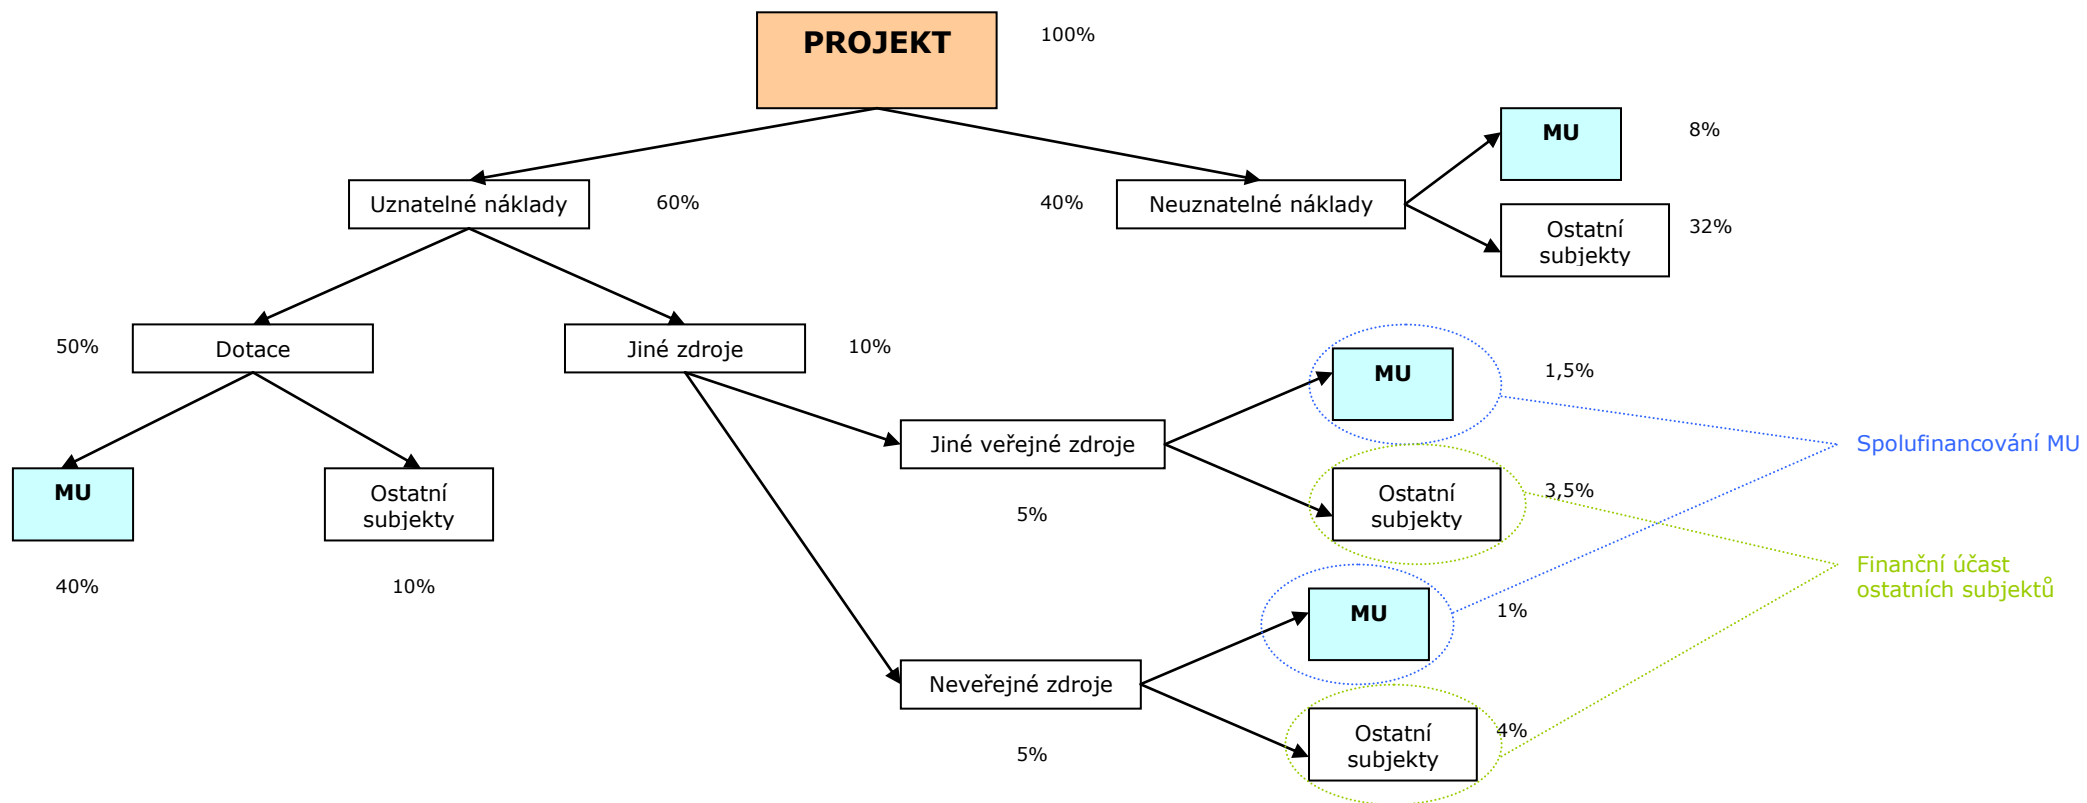 PROJEKT
100%
MU
8%
Uznatelné náklady
60%
40%
Neuznatelné náklady
Ostatní
subjekty
32%
50%
Dotace
Jiné zdroje
10%
MU
1,5%
Jiné veřejné zdroje
Spolufinancování MU
MU
Ostatní
subjekty
5%
Ostatní
subjekty
3,5%
40%
10%
Finanční účast
ostatních subjektů
MU
1%
Neveřejné zdroje
5%
Ostatní
subjekty
4%